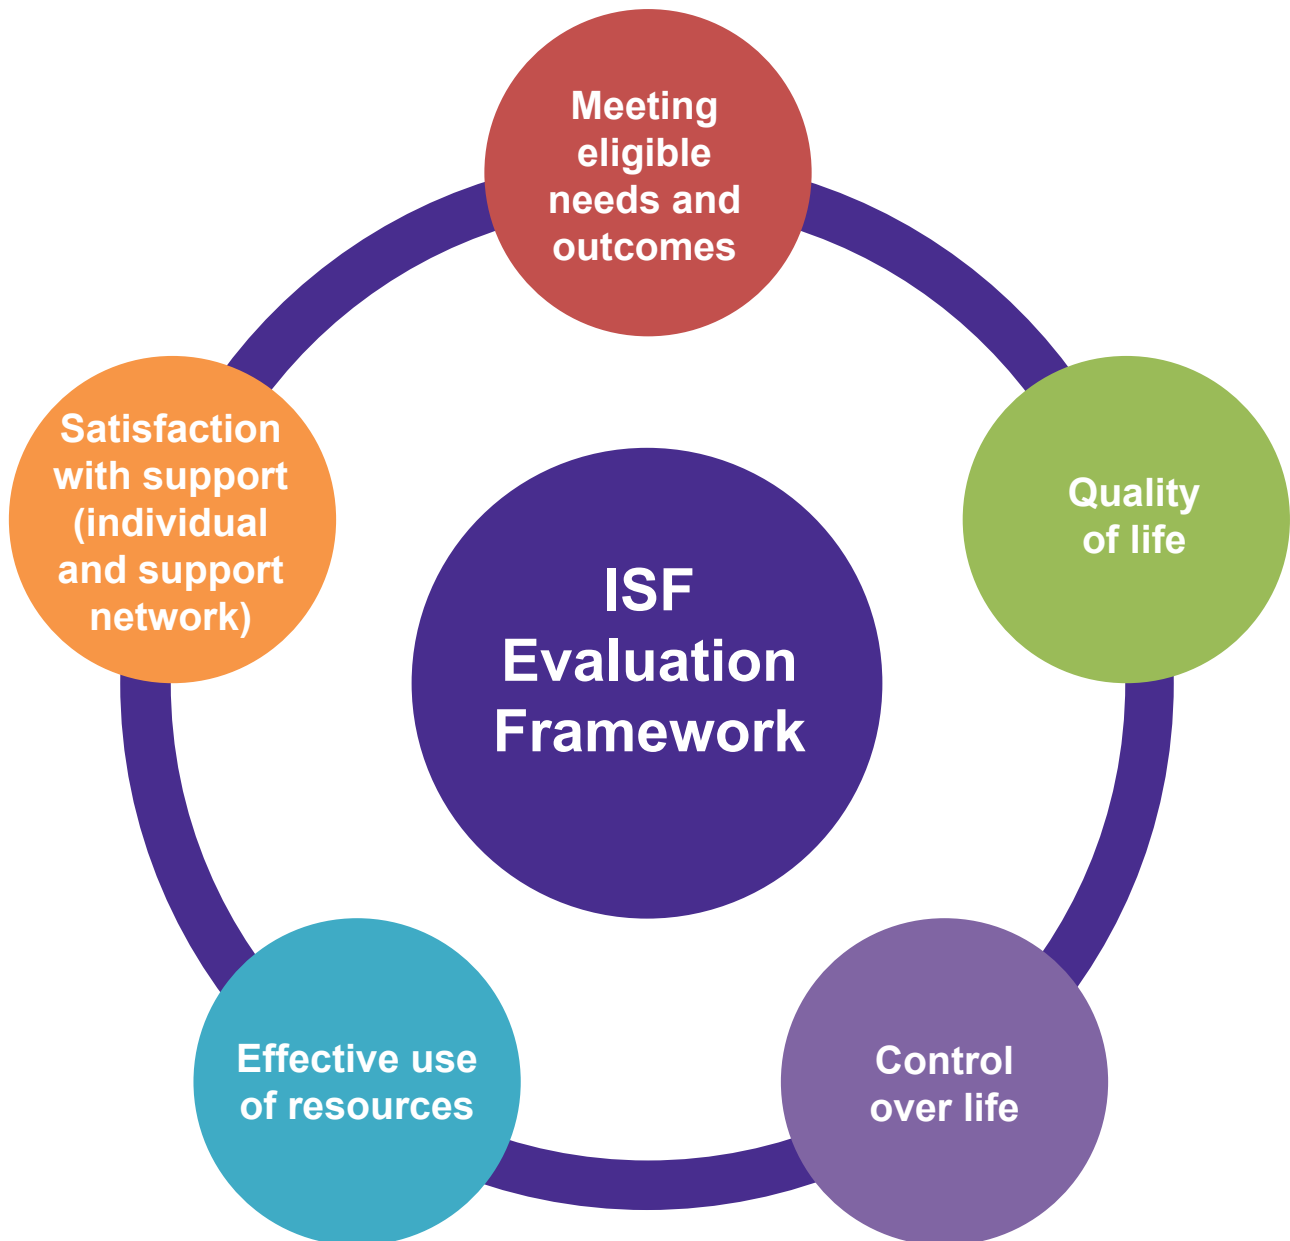 Meeting
eligible
needs and
outcomes
Satisfaction
with support
(individual
and support
network)
Quality
of life
ISF
Evaluation
Framework
Effective use
of resources
Control
over life